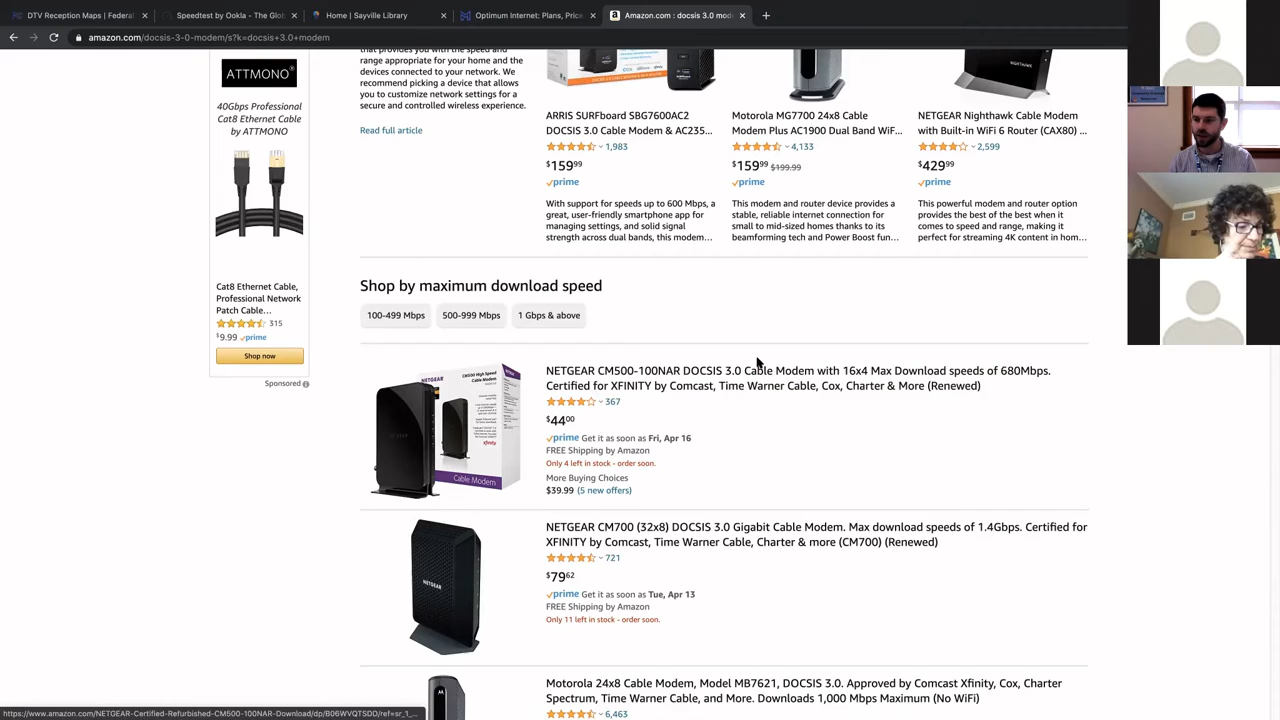 DTV Reception Maps | Federal
Speedtest by Ookla - The Glo
Home | Sayville Library
Optimum Internet: Plans, Price
Amazon.com : docsis 3.0 mod
amazon.com/docsis-3-0-modem/s?k=docsis+3.0+modem
ATTMONO®
40Gbps Professional
Cat8 Ethernet Cable
by ATTMONO
Cat8 Ethernet Cable,
Professional Network
Patch Cable...
315
$9.99 prime
Shop now
Sponsored
that provides you with the speed and
range appropriate for your home and the
devices connected to your network. We
recommend picking a device that allows
you to customize network settings for a
secure and controlled wireless experience.
Read full article
ARRIS SURFboard SBG7600AC2
DOCSIS 3.0 Cable Modem & AC235...
1,983
$159.99
prime
With support for speeds up to 600 Mbps, a
great, user-friendly smartphone app for
managing settings, and solid signal
strength across dual bands, this modem...
Motorola MG7700 24x8 Cable
Modem Plus AC1900 Dual Band WiF...
4,133
$159.99 $199.99
prime
This modem and router device provides a
stable, reliable internet connection for
small to mid-sized homes thanks to its
beamforming tech and Power Boost fun...
NIGHTHAWK
NETGEAR Nighthawk Cable Modem
with Built-in WiFi 6 Router (CAX80) ...
2,599
$429.99
prime
This powerful modem and router option
provides the best of the best when it
comes to speed and range, making it
perfect for streaming 4K content in hom...
Shop by maximum download speed
100-499 Mbps
500-999 Mbps
1 Gbps & above
NETGEAR
Cable Modem
NETGEAR CM500-100NAR DOCSIS 3.0 Cable Modem with 16x4 Max Download speeds of 680Mbps.
Certified for XFINITY by Comcast, Time Warner Cable, Cox, Charter & More (Renewed)
367
$44.00
prime Get it as soon as Fri, Apr 16
FREE Shipping by Amazon
Only 4 left in stock - order soon.
More Buying Choices
$39.99 (5 new offers)
NETGEAR
NETGEAR CM700 (32x8) DOCSIS 3.0 Gigabit Cable Modem. Max download speeds of 1.4Gbps. Certified for
XFINITY by Comcast, Time Warner Cable, Charter & more (CM700) (Renewed)
721
$79.62
prime Get it as soon as Tue, Apr 13
FREE Shipping by Amazon
Only 11 left in stock - order soon.
Motorola 24x8 Cable Modem, Model MB7621, DOCSIS 3.0. Approved by Comcast Xfinity, Cox, Charter
Spectrum, Time Warner Cable, and More. Downloads 1,000 Mbps Maximum (No WiFi)
6,463
https://www.amazon.com/NETGEAR-Certified-Refurbished-CM500-100NAR-Download/dp/B06WVQTSDD/ref=sr_1_...